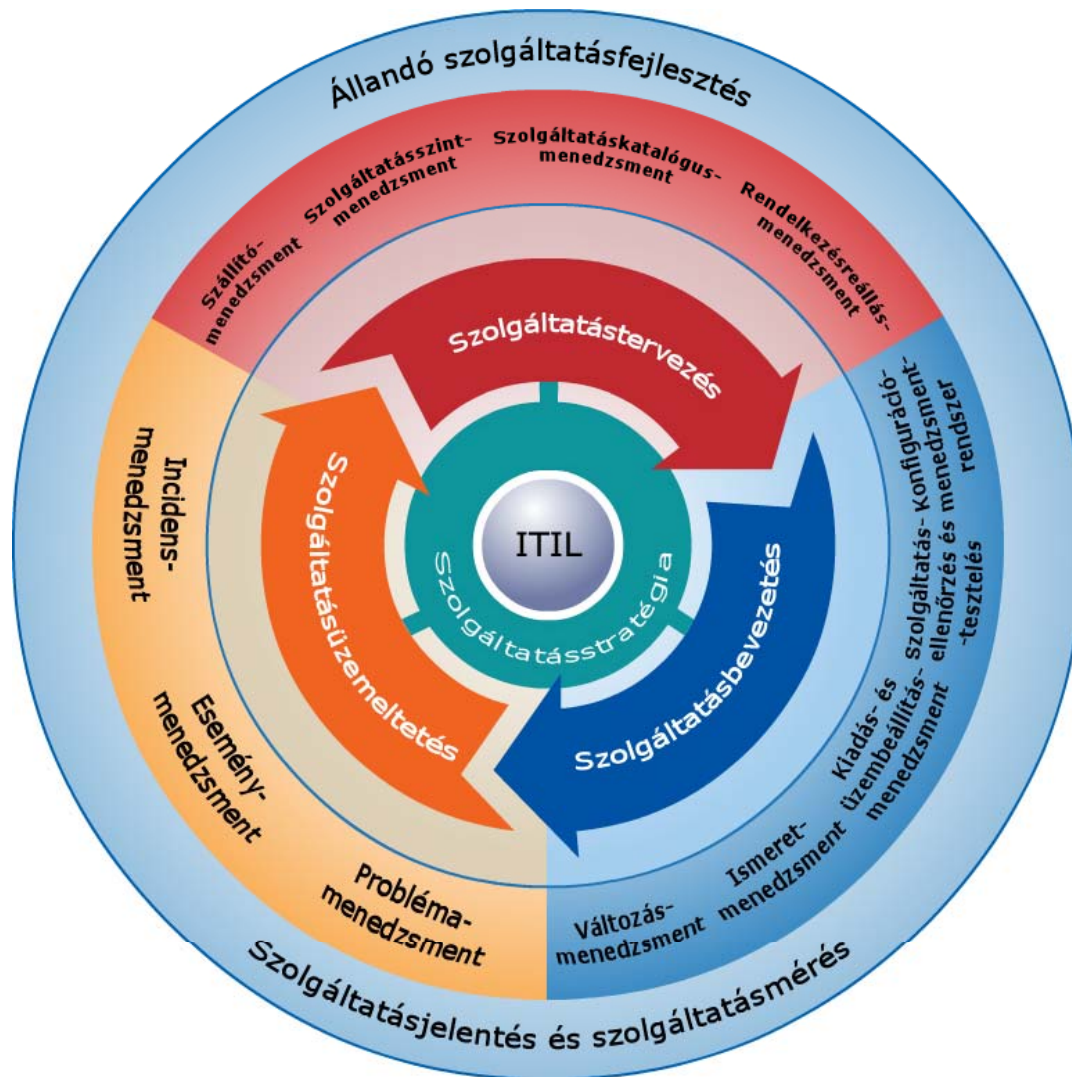 Állandó szolgáltatásfejlesztés
Szállító-
menedzsment
Szolgáltatásszint-
menedzsment
Szolgáltatáskatalógus-
menedzsment
Rendelkezésreállás-
menedzsment
Szolgáltatástervezés
Konfiguráció-
menedzsment-
rendszer
Szolgáltatás-
ellenőrzés és
-tesztelés
Kiadás- és
üzembeállítás-
menedzsment
Ismeret-
menedzsment
Változás-
menedzsment
Szolgáltatásbevezetés
Incidens-
menedzsment
Esemény-
menedzsment
Probléma-
menedzsment
Szolgáltatásüzemeltetés
ITIL
Szolgáltatásstratégia
Szolgáltatásjelentés és szolgáltatásmérés